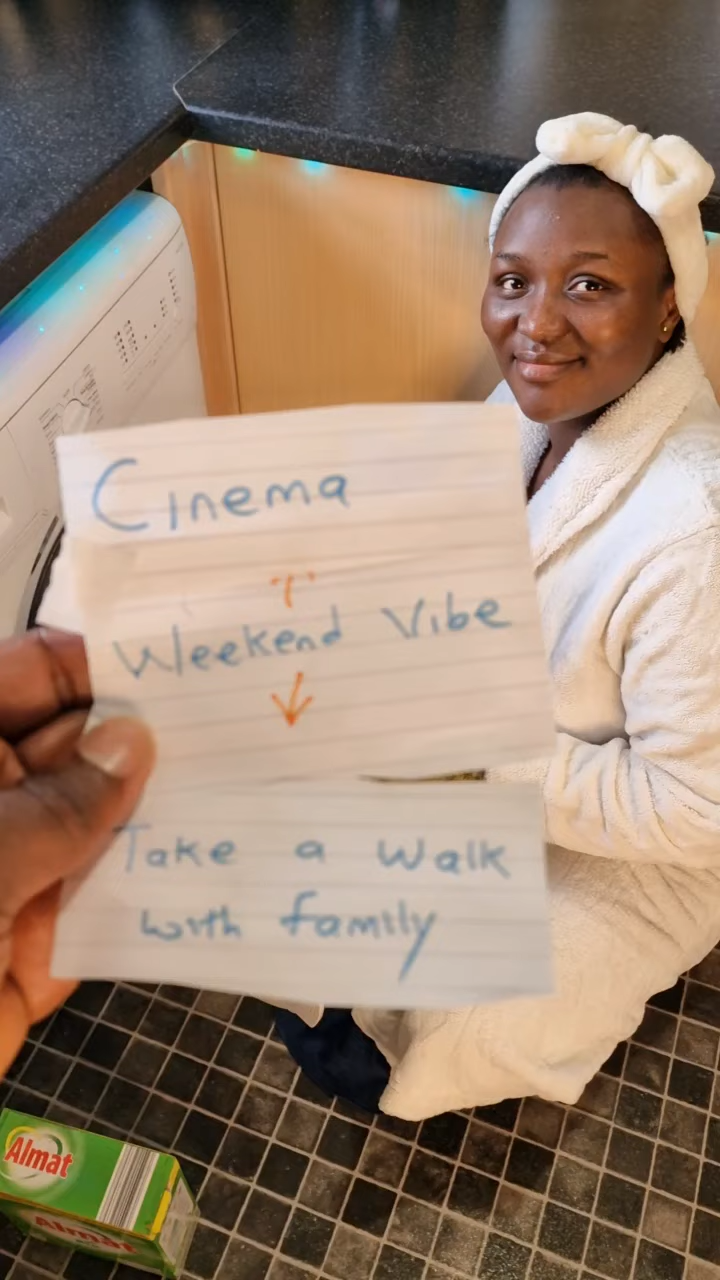 Cinema
↑
Weekend Vibe
↓
Take a Walk
with family
Almat
Almat